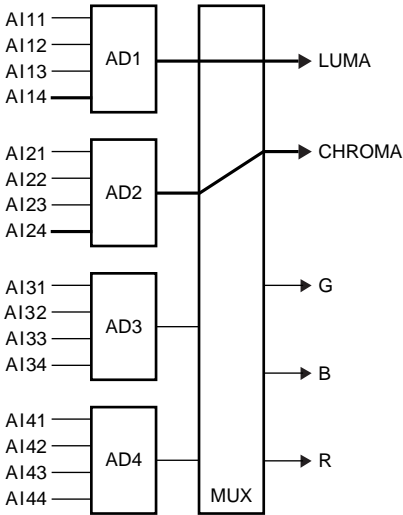 AI11
AI12
AI13
AI14
AD1
LUMA
AI21
AI22
AI23
AI24
AD2
CHROMA
AI31
AI32
AI33
AI34
AD3
G
B
AI41
AI42
AI43
AI44
AD4
R
MUX